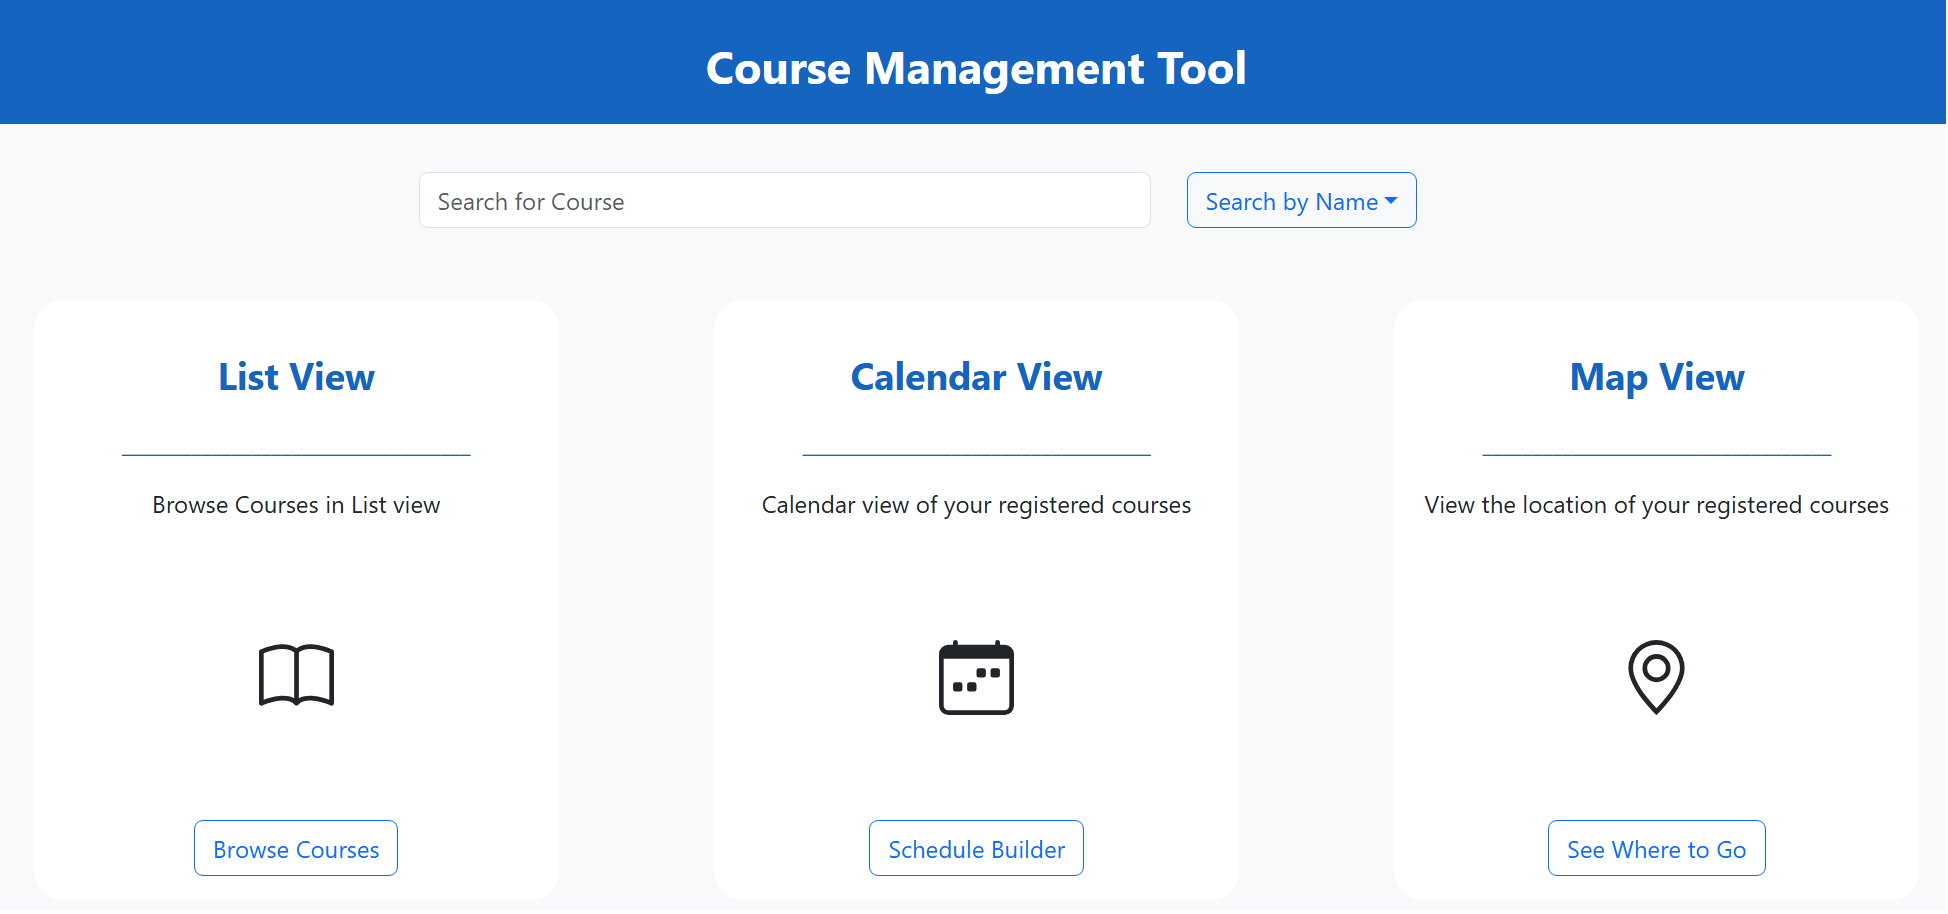 Course Management Tool
Search for Course
Search by Name
List View
Browse Courses in List view
Browse Courses
Calendar View
Calendar view of your registered courses
Schedule Builder
Map View
View the location of your registered courses
See Where to Go